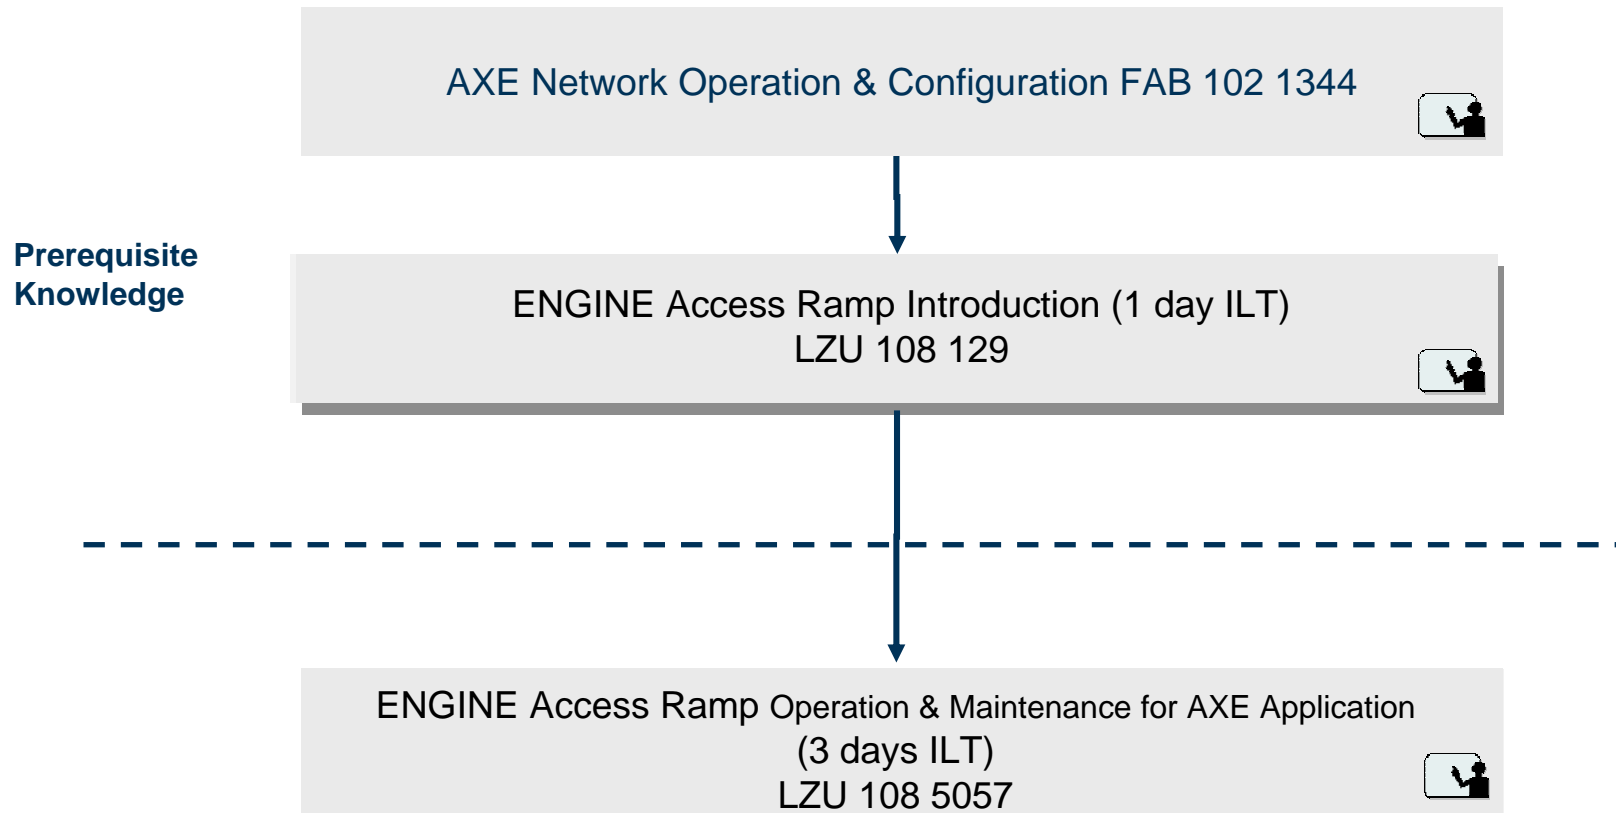 AXE Network Operation & Configuration FAB 102 1344
Prerequisite
Knowledge
ENGINE Access Ramp Introduction (1 day ILT)
LZU 108 129
ENGINE Access Ramp Operation & Maintenance for AXE Application
(3 days ILT)
LZU 108 5057